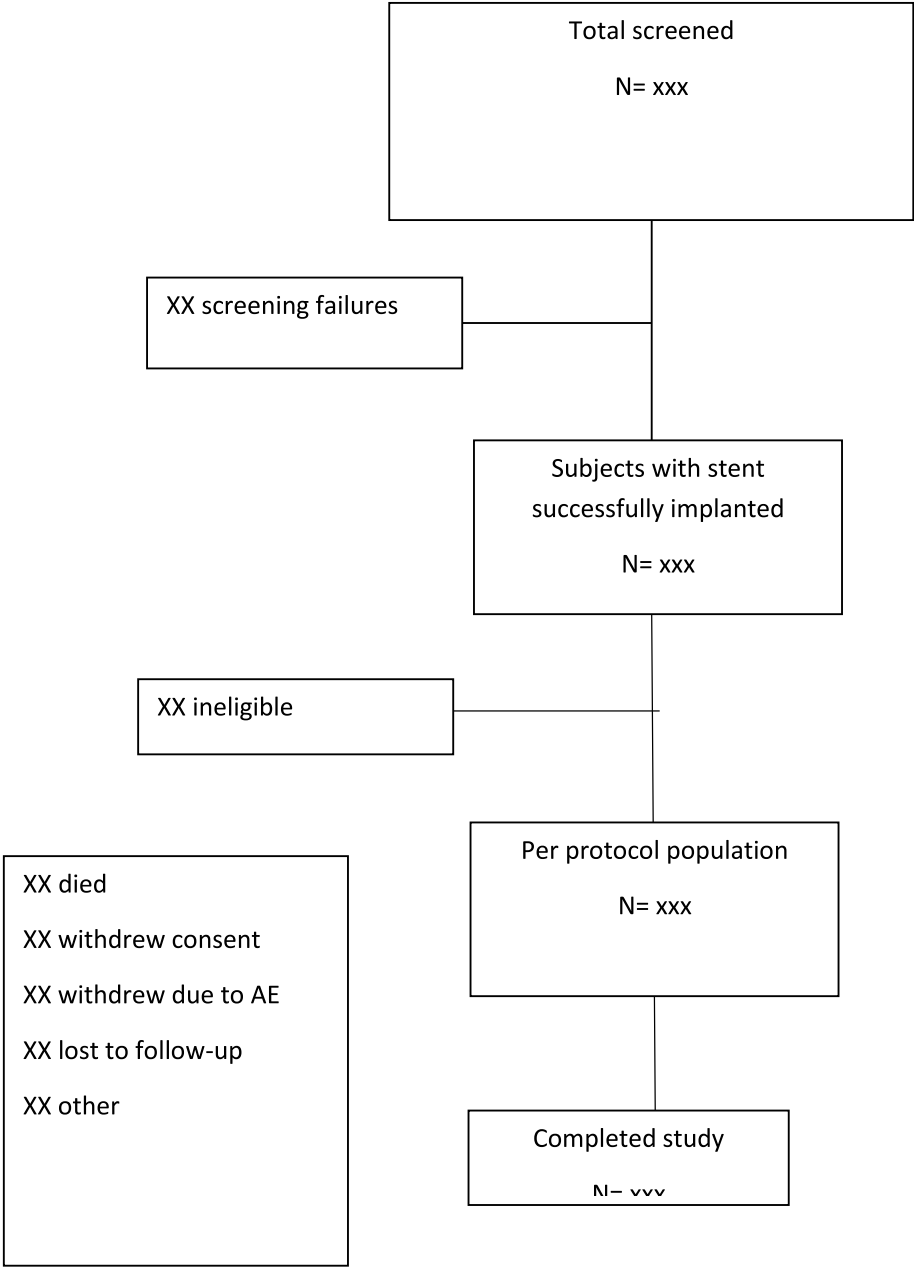 Total screened
N= xxx
XX screening failures
Subjects with stent
successfully implanted
N= xxx
XX ineligible
Per protocol population
N= xxx
XX died
XX withdrew consent
XX withdrew due to AE
XX lost to follow-up
XX other
Completed study
N= xxx